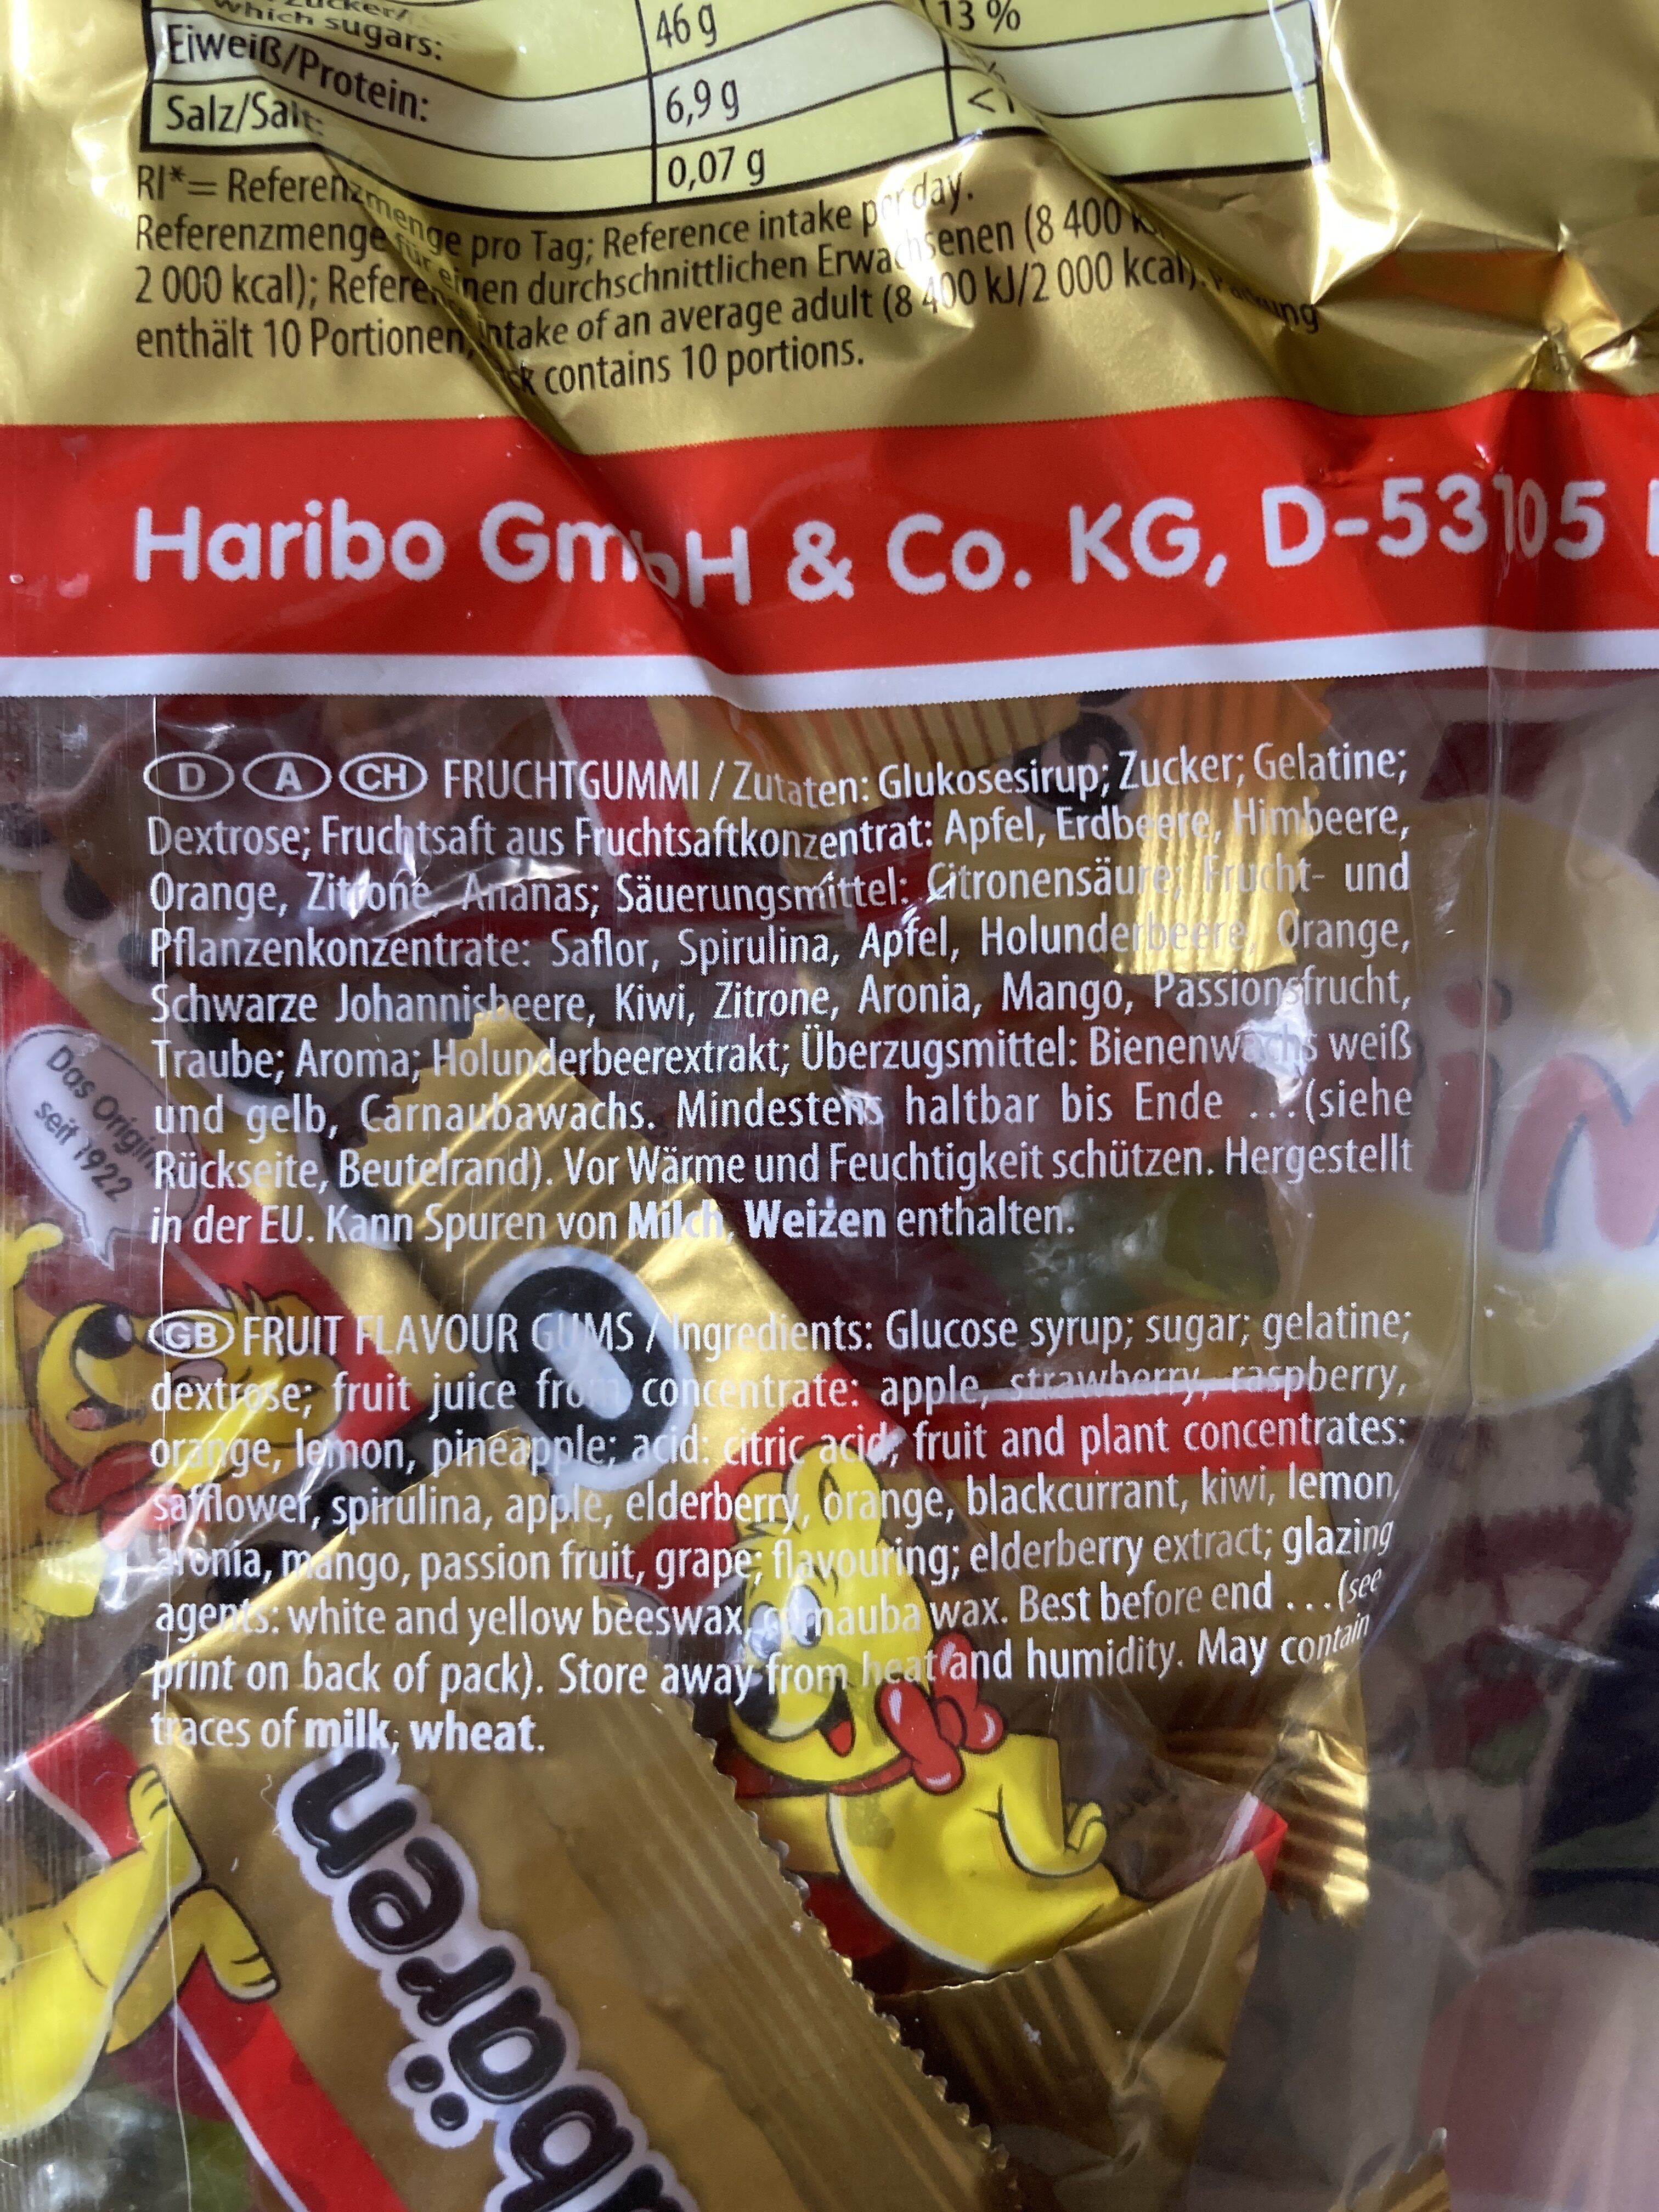 which sugars:
46 g
13 %
Eiweiß/Protein:
6,9 g
Salz/Salt:
0,07 g
RI*= Referenzmenge pro Tag; Reference intake per day.
Referenzmenge für einen durchschnittlichen Erwachsenen (8 400
2 000 kcal); Reference intake of an average adult (8 400 kJ/2 000 kcal). Packung
enthält 10 Portionen, contains 10 portions.
Haribo GmbH & Co. KG, D-53105
D A CH FRUCHTGUMMI / Zutaten: Glukosesirup; Zucker; Gelatine;
Dextrose; Fruchtsaft aus Fruchtsaftkonzentrat: Apfel, Erdbeere, Himbeere,
Orange, Zitrone, Ananas; Säuerungsmittel: Citronensäure; Frucht- und
Pflanzenkonzentrate: Saflor, Spirulina, Apfel, Holunderbeere, Orange,
Schwarze Johannisbeere, Kiwi, Zitrone, Aronia, Mango, Passionsfrucht,
Traube; Aroma; Holunderbeerextrakt; Überzugsmittel: Bienenwachs weiß
und gelb, Carnaubawachs. Mindestens haltbar bis Ende ...(siehe
Rückseite, Beutelrand). Vor Wärme und Feuchtigkeit schützen. Hergestellt
in der EU. Kann Spuren von Milch, Weizen enthalten.
Das Origin
seit 1922
GB FRUIT FLAVOUR GUMS / Ingredients: Glucose syrup; sugar; gelatine;
dextrose; fruit juice from concentrate: apple, strawberry, raspberry,
orange, lemon, pineapple; acid: citric acid; fruit and plant concentrates:
safflower, spirulina, apple, elderberry, orange, blackcurrant, kiwi, lemon,
aronia, mango, passion fruit, grape; flavouring; elderberry extract; glazing
agents: white and yellow beeswax, carnauba wax. Best before end ...(see
print on back of pack). Store away from heat and humidity. May contain
traces of milk, wheat.
bären